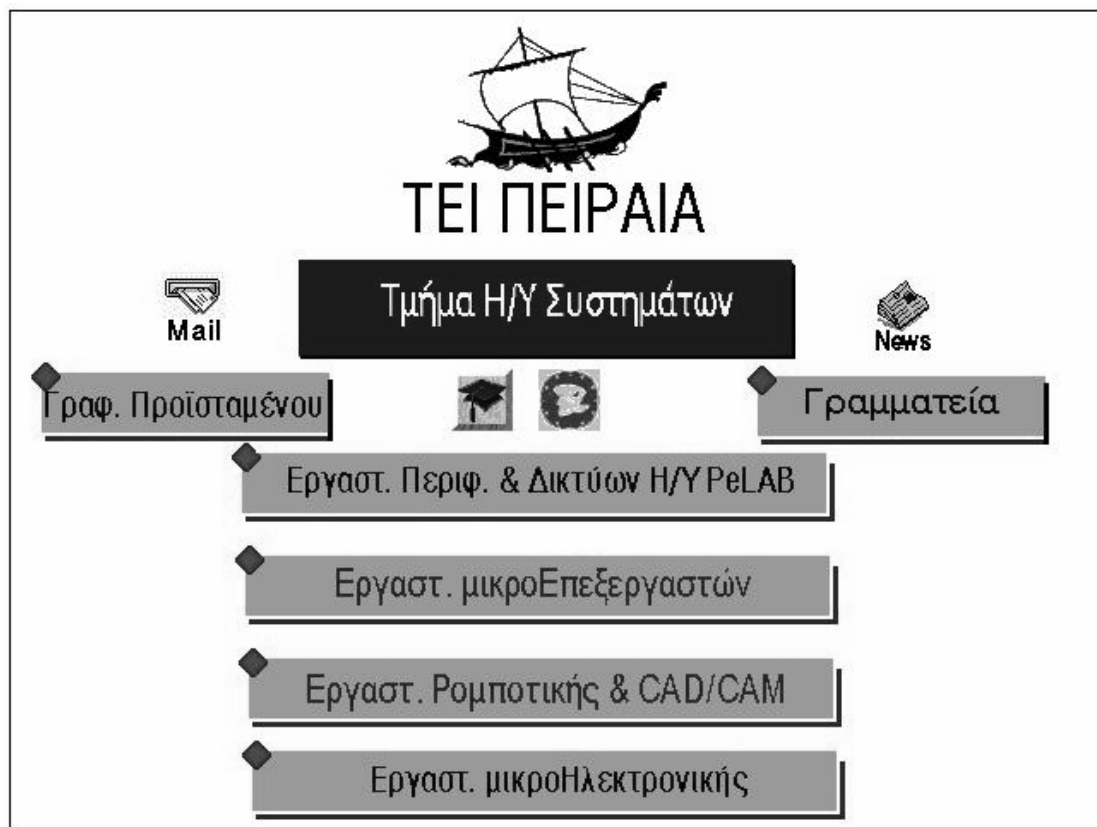 ΤΕΙ ΠΕΙΡΑΙΑ
Τμήμα Η/Υ Συστημάτων
Mail
News
Γραφ. Προϊσταμένου
Γραμματεία
Εργαστ. Περιφ. & Δικτύων Η/Υ PeLAB
Εργαστ. μικροΕπεξεργαστών
Εργαστ. Ρομποτικής & CAD/CAM
Εργαστ. μικροΗλεκτρονικής